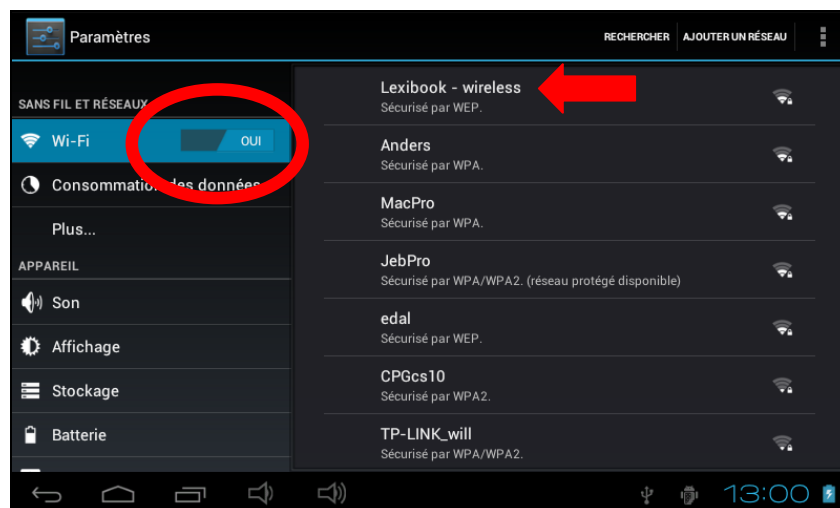 Paramètres
RECHERCHER AJOUTER UN RÉSEAU
SANS FIL ET RÉSEAUX
Wi-Fi OUI
Consommation des données
Plus...
APPAREIL
Son
Affichage
Stockage
Batterie
Lexibook - wireless
Sécurisé par WEP.
Anders
Sécurisé par WPA.
MacPro
Sécurisé par WPA.
JebPro
Sécurisé par WPA/WPA2. (réseau protégé disponible)
edal
Sécurisé par WEP.
CPGcs10
Sécurisé par WPA2.
TP-LINK_will
Sécurisé par WPA/WPA2.
13:00